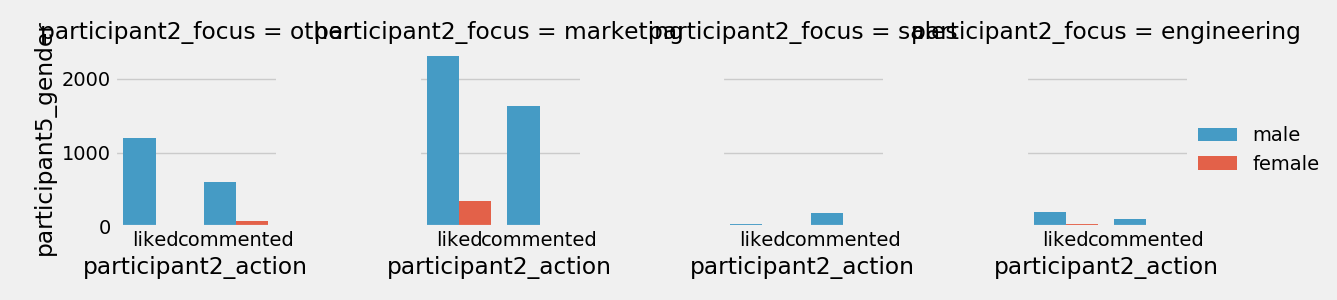 participant2_focus = other
participant2_focus = marketing
participant2_focus = sales
participant2_focus = engineering
participant5_gender
2000
1000
0
liked commented
liked commented
liked commented
liked commented
participant2_action
participant2_action
participant2_action
participant2_action
male
female